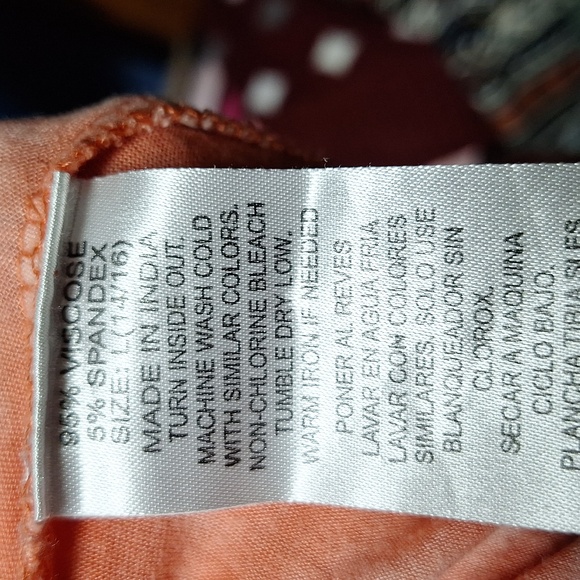 95% VISCOSE
5% SPANDEX
SIZE: L(14/16)
MADE IN INDIA
TURN INSIDE OUT.
MACHINE WASH COLD
WITH SIMILAR COLORS.
NON-CHLORINE BLEACH
TUMBLE DRY LOW.
WARM IRON IF NEEDED
PONER AL REVES
LAVAR EN AGUA FRIA
LAVAR CON COLORES
SIMILARES, SOLO USE
BLANQUEADOR SIN
CLOROX.
SECAR A MAQUINA
CICLO BAJO.
PLANCHA TIBIA